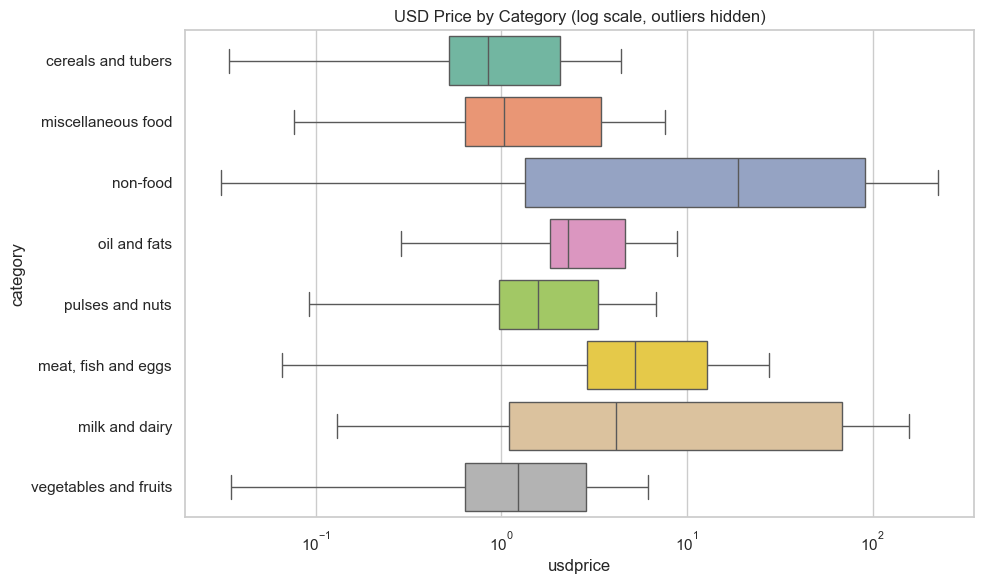 USD Price by Category (log scale, outliers hidden)
cereals and tubers
miscellaneous food
non-food
oil and fats
pulses and nuts
meat, fish and eggs
milk and dairy
vegetables and fruits
category
10⁻¹
10⁰
10¹
10²
usdprice